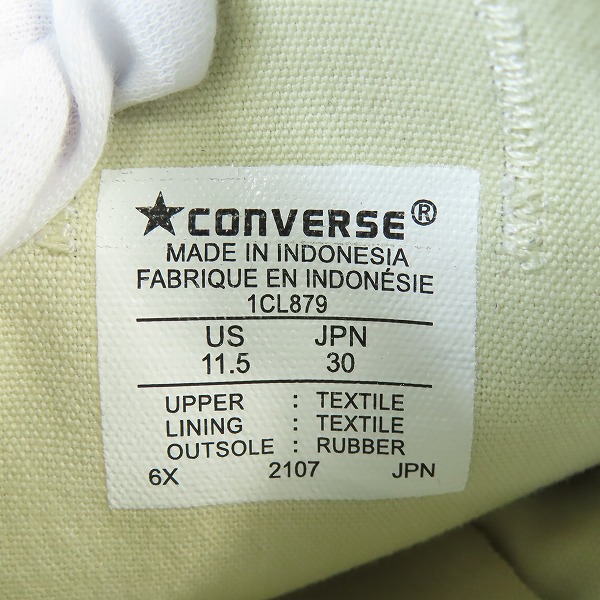 ★CONVERSE®
MADE IN INDONESIA
FABRIQUE EN INDONÉSIE
1CL879
US JPN
11.5 30
UPPER : TEXTILE
LINING : TEXTILE
OUTSOLE : RUBBER
6X 2107 JPN